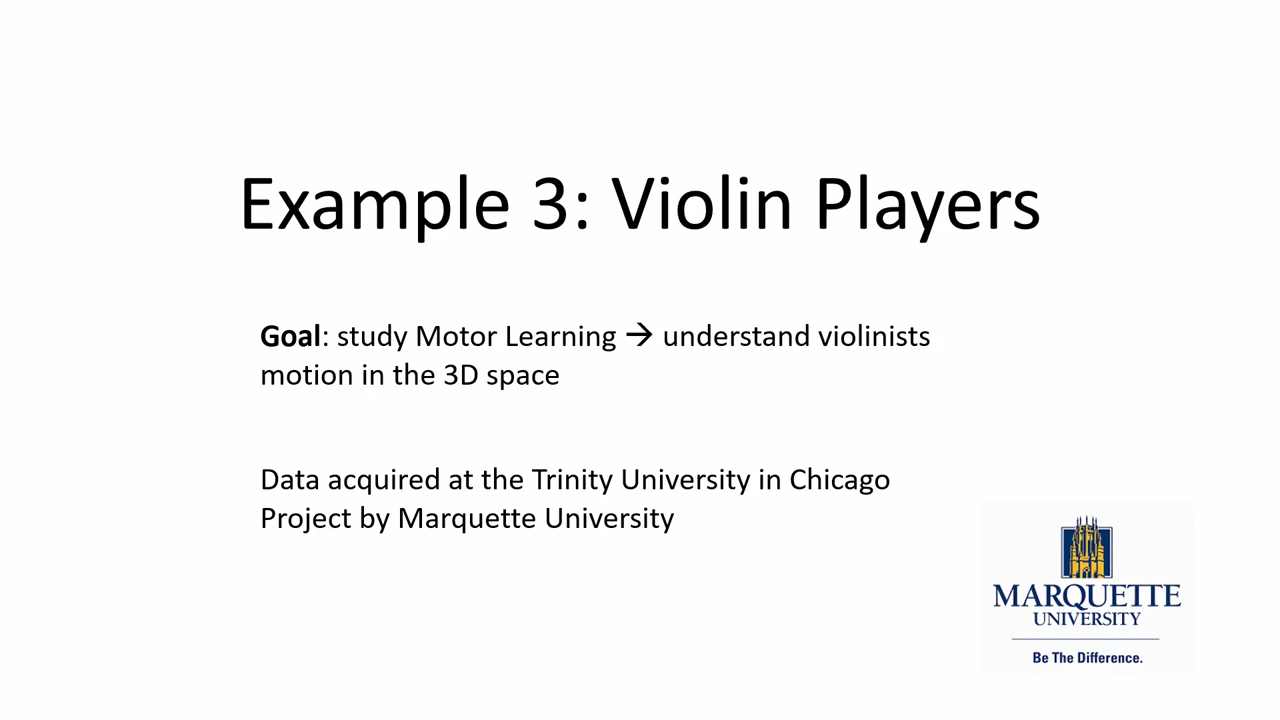 Example 3: Violin Players
Goal: study Motor Learning → understand violinists
motion in the 3D space
Data acquired at the Trinity University in Chicago
Project by Marquette University
MARQUETTE
UNIVERSITY
Be The Difference.